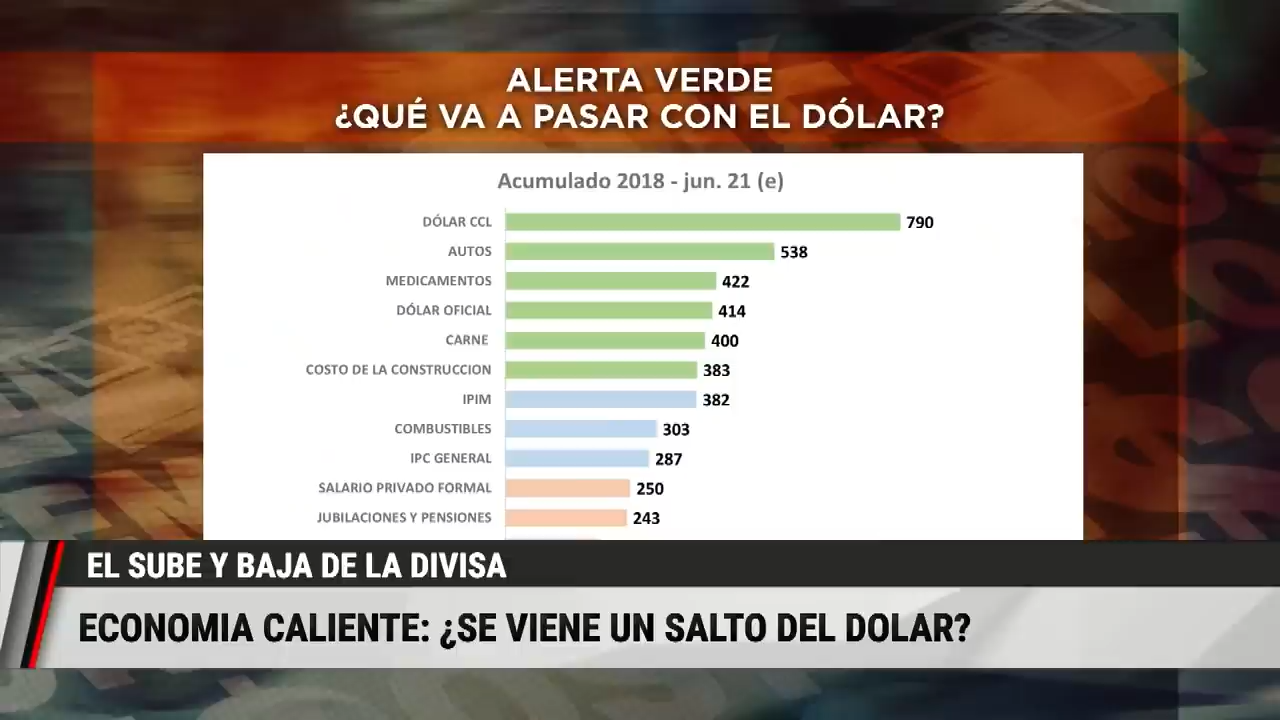 ALERTA VERDE
¿QUÉ VA A PASAR CON EL DÓLAR?
Acumulado 2018 - jun. 21 (e)
DÓLAR CCL 790
AUTOS 538
MEDICAMENTOS 422
DÓLAR OFICIAL 414
CARNE 400
COSTO DE LA CONSTRUCCION 383
IPIM 382
COMBUSTIBLES 303
IPC GENERAL 287
SALARIO PRIVADO FORMAL 250
JUBILACIONES Y PENSIONES 243
EL SUBE Y BAJA DE LA DIVISA
ECONOMIA CALIENTE: ¿SE VIENE UN SALTO DEL DOLAR?